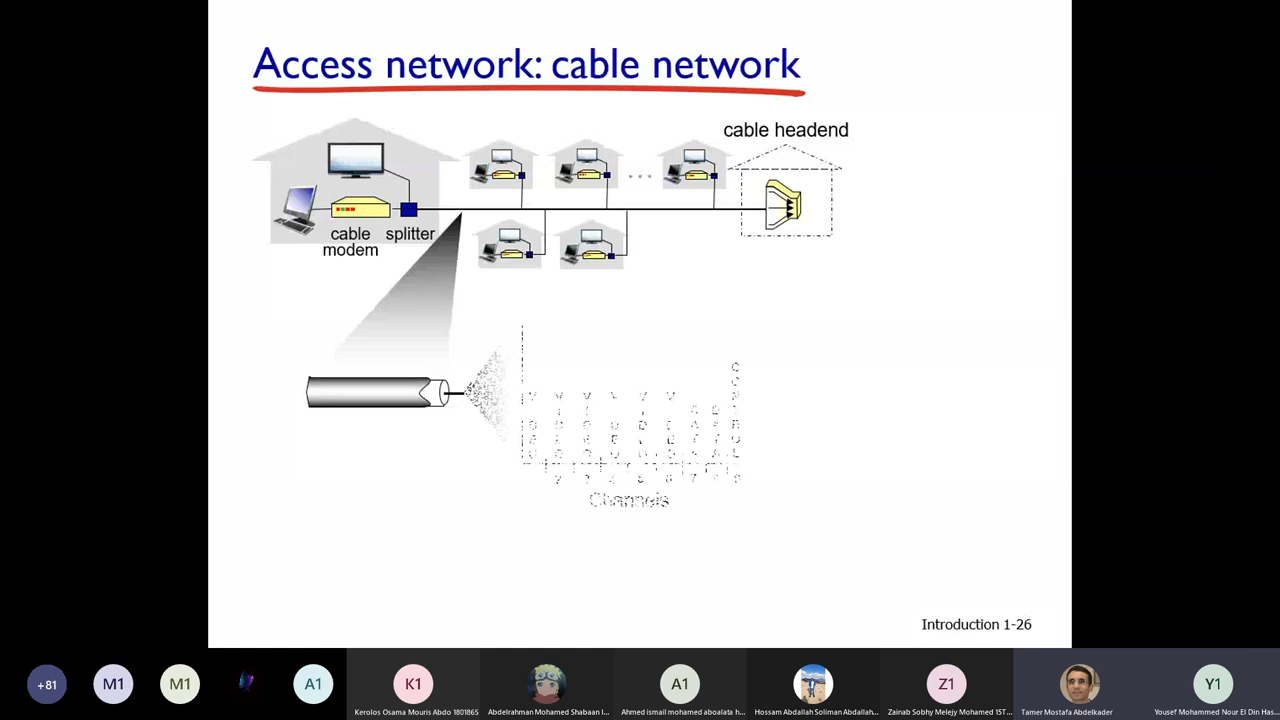 Access network: cable network
cable headend
cable
modem
splitter
Channels
Introduction 1-26
+81
M1
M1
A1
K1
A1
Z1
Y1
Kerolos Osama Mouris Abdo 1801865
Abdelrahman Mohamed Shabaan I...
Ahmed ismail mohamed aboalata h...
Hossam Abdallah Soliman Abdallah...
Zainab Sobhy Melejy Mohamed 15T...
Tamer Mostafa Abdelkader
Yousef Mohammed Nour El Din Has...